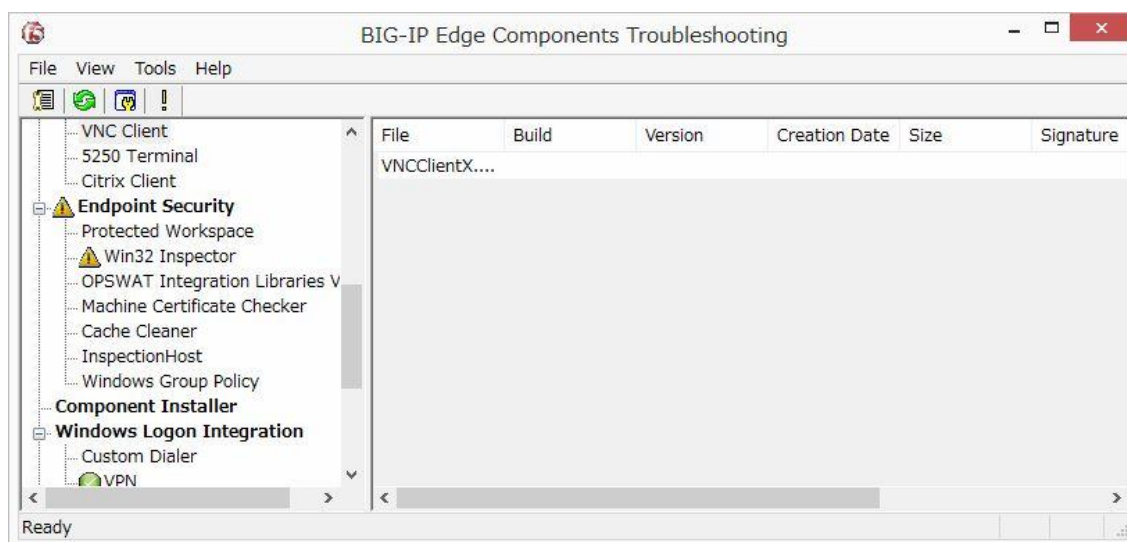 BIG-IP Edge Components Troubleshooting
File View Tools Help
VNC Client
5250 Terminal
Citrix Client
Endpoint Security
Protected Workspace
Win32 Inspector
OPSWAT Integration Libraries V
Machine Certificate Checker
Cache Cleaner
InspectionHost
Windows Group Policy
Component Installer
Windows Logon Integration
Custom Dialer
VPN
File Build Version Creation Date Size Signature
VNCClientX....
Ready